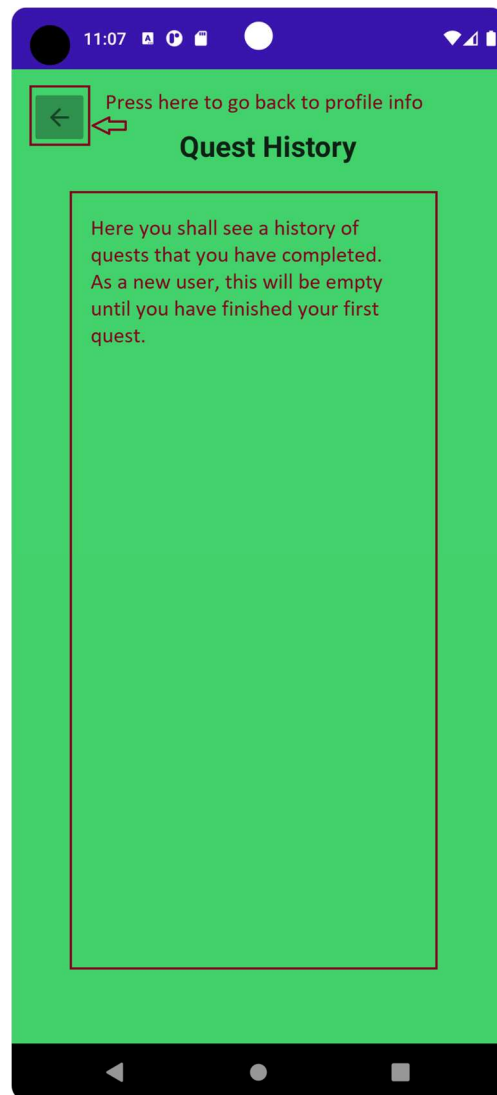 11:07
Press here to go back to profile info
Quest History
Here you shall see a history of
quests that you have completed.
As a new user, this will be empty
until you have finished your first
quest.